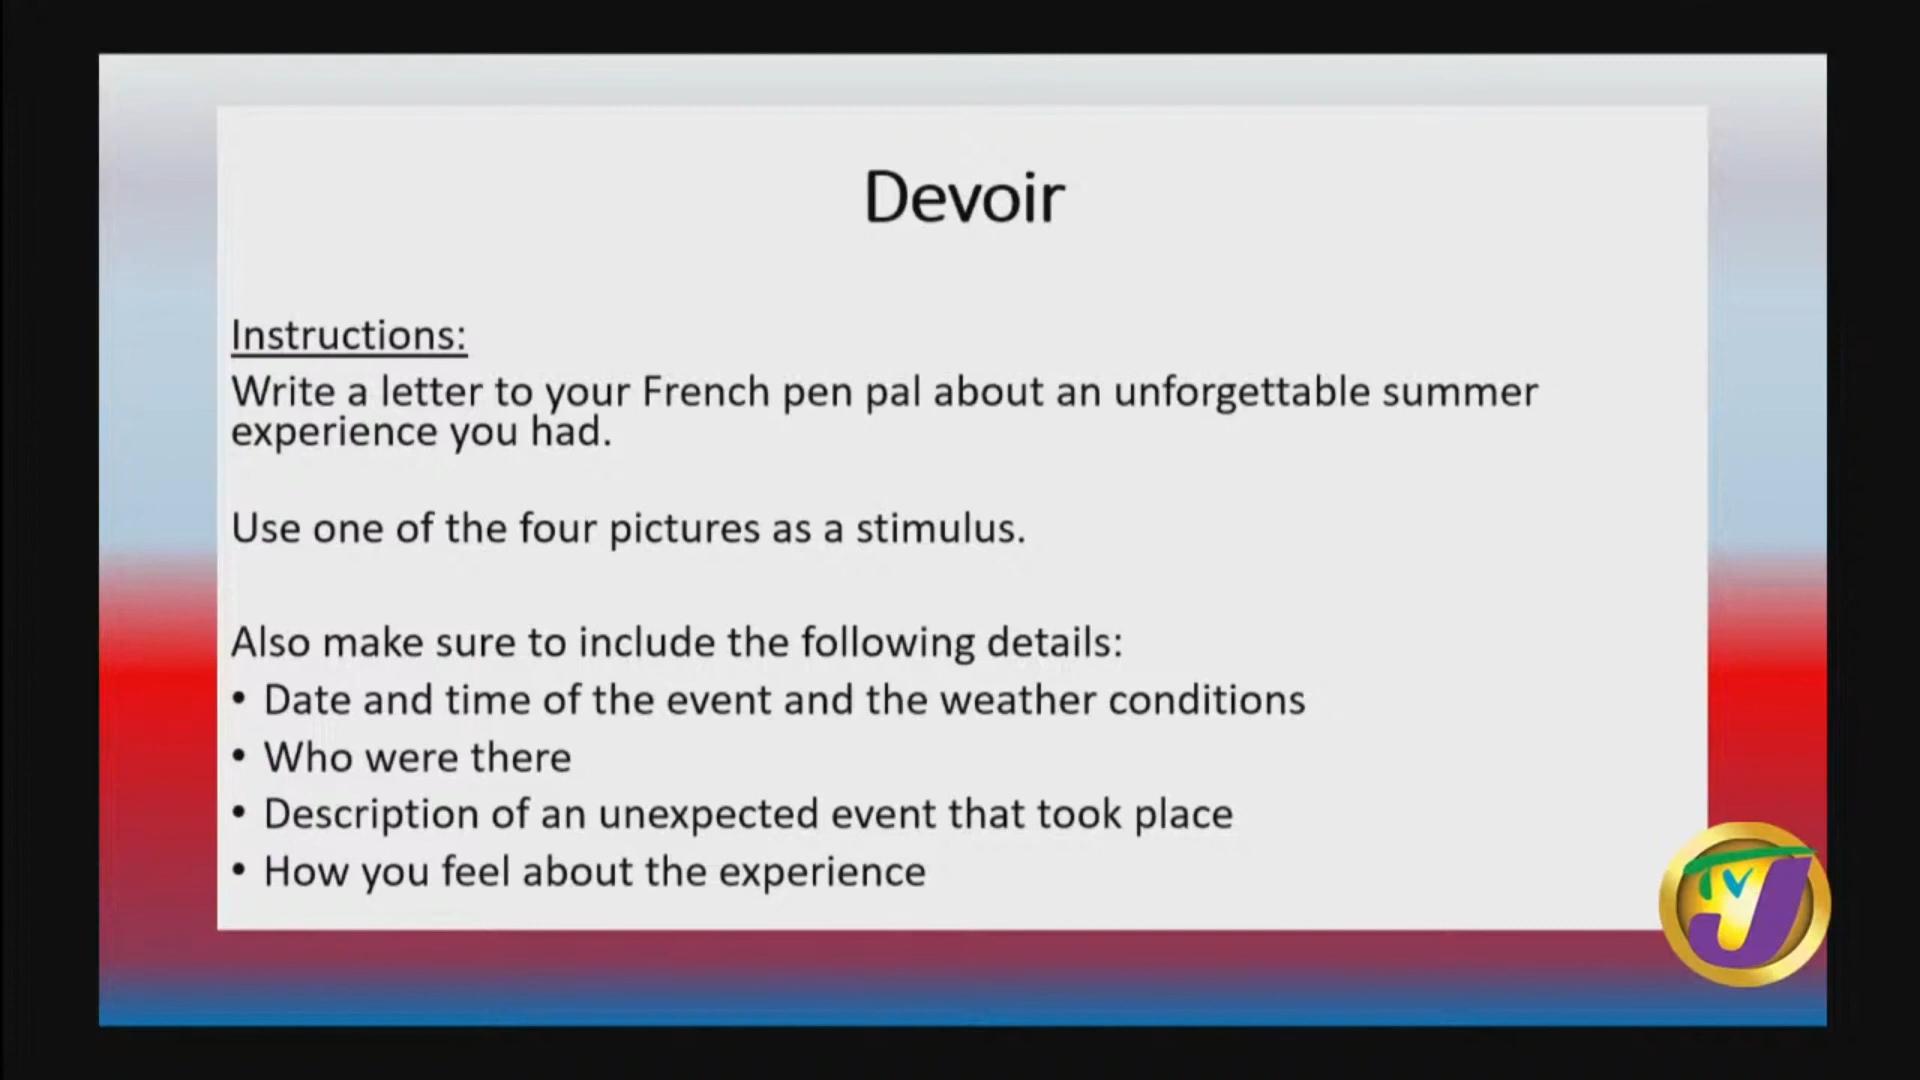 Devoir
Instructions:
Write a letter to your French pen pal about an unforgettable summer
experience you had.
Use one of the four pictures as a stimulus.
Also make sure to include the following details:
• Date and time of the event and the weather conditions
• Who were there
• Description of an unexpected event that took place
• How you feel about the experience
TVJ